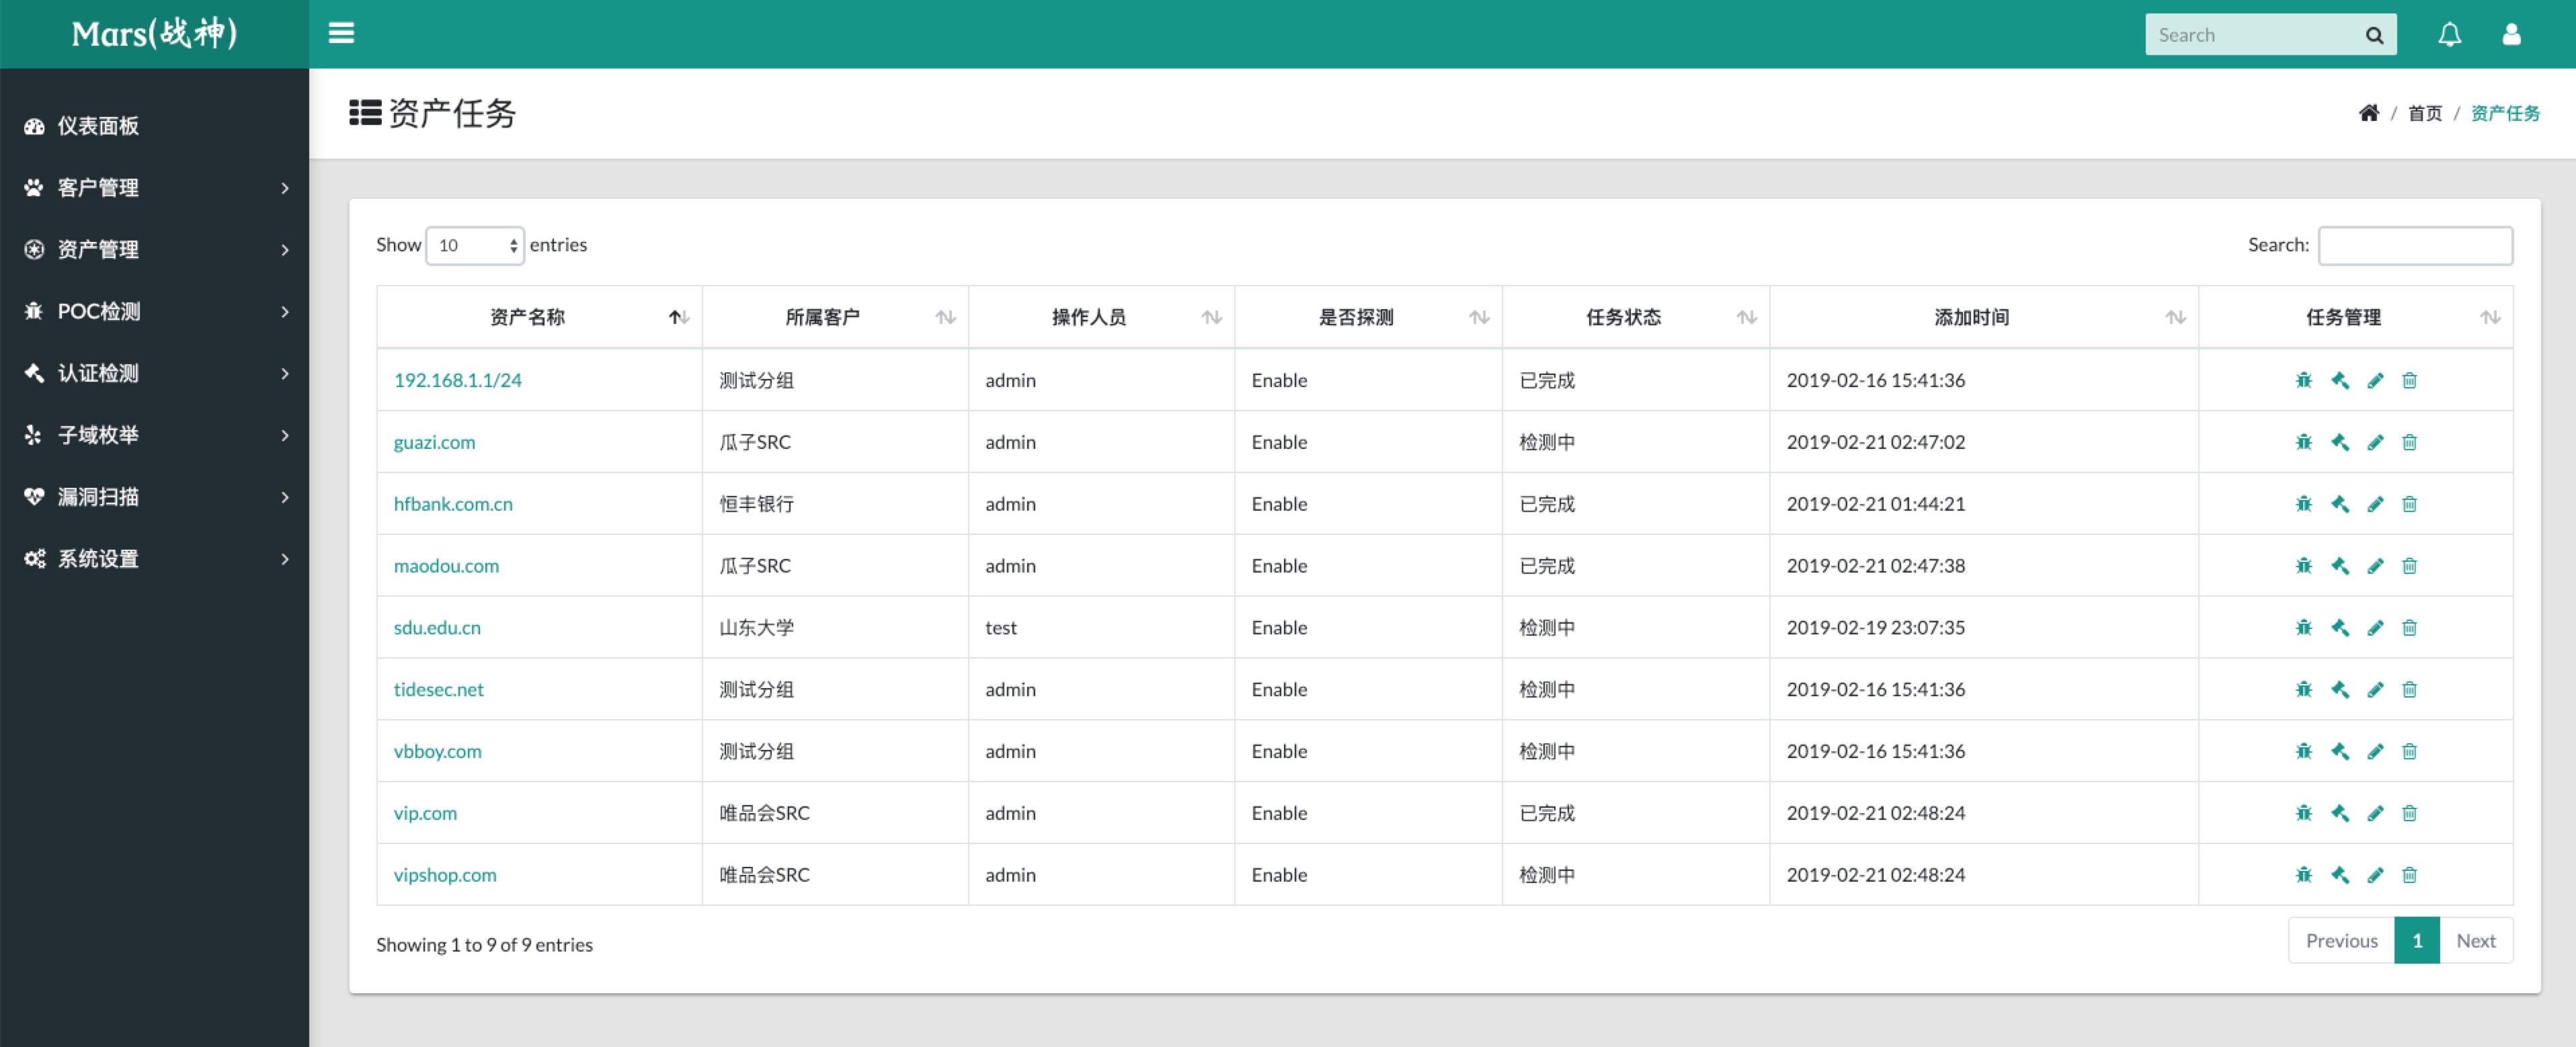 Mars(战神)
Search
仪表面板
客户管理
资产管理
POC检测
认证检测
子域枚举
漏洞扫描
系统设置
资产任务
/ 首页 / 资产任务
Show 10 entries
Search:
资产名称 所属客户 操作人员 是否探测 任务状态 添加时间 任务管理
192.168.1.1/24 测试分组 admin Enable 已完成 2019-02-16 15:41:36
guazi.com 瓜子SRC admin Enable 检测中 2019-02-21 02:47:02
hfbank.com.cn 恒丰银行 admin Enable 已完成 2019-02-21 01:44:21
maodou.com 瓜子SRC admin Enable 已完成 2019-02-21 02:47:38
sdu.edu.cn 山东大学 test Enable 检测中 2019-02-19 23:07:35
tidesec.net 测试分组 admin Enable 检测中 2019-02-16 15:41:36
vbboy.com 测试分组 admin Enable 检测中 2019-02-16 15:41:36
vip.com 唯品会SRC admin Enable 已完成 2019-02-21 02:48:24
vipshop.com 唯品会SRC admin Enable 检测中 2019-02-21 02:48:24
Showing 1 to 9 of 9 entries
Previous 1 Next